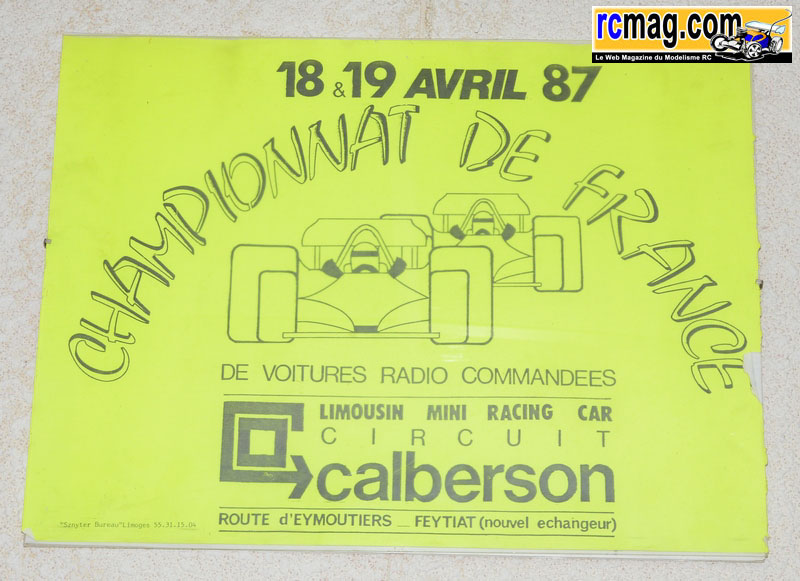 rcmag.com
Le Web Magazine du Modelisme RC
18 & 19 AVRIL 87
CHAMPIONNAT DE FRANCE
DE VOITURES RADIO COMMANDEES
LIMOUSIN MINI RACING CAR
CIRCUIT
calberson
ROUTE d'EYMOUTIERS _ FEYTIAT (nouvel echangeur)
"Sznyter Bureau" Limoges 55.31.15.04